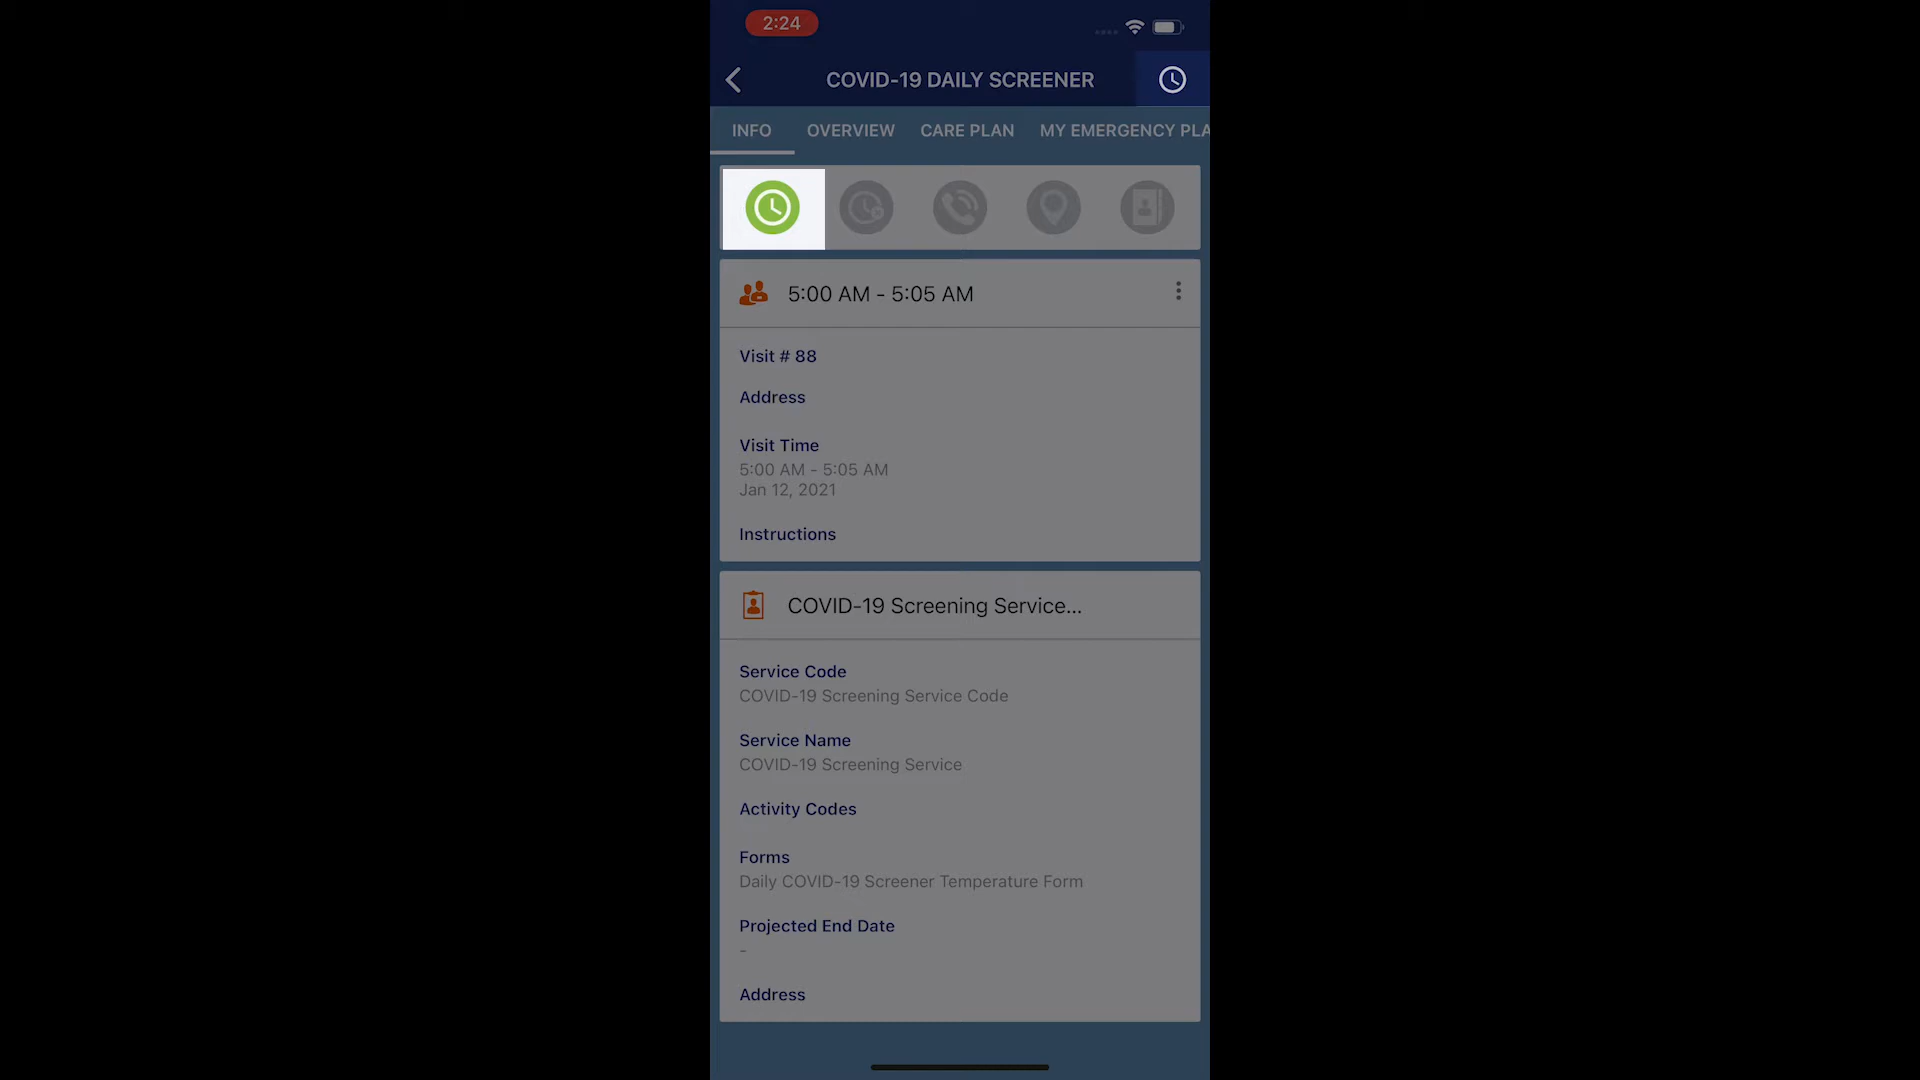 2:24
COVID-19 DAILY SCREENER
INFO OVERVIEW CARE PLAN MY EMERGENCY PLA
5:00 AM - 5:05 AM
Visit # 88
Address
Visit Time
5:00 AM - 5:05 AM
Jan 12, 2021
Instructions
COVID-19 Screening Service...
Service Code
COVID-19 Screening Service Code
Service Name
COVID-19 Screening Service
Activity Codes
Forms
Daily COVID-19 Screener Temperature Form
Projected End Date
-
Address